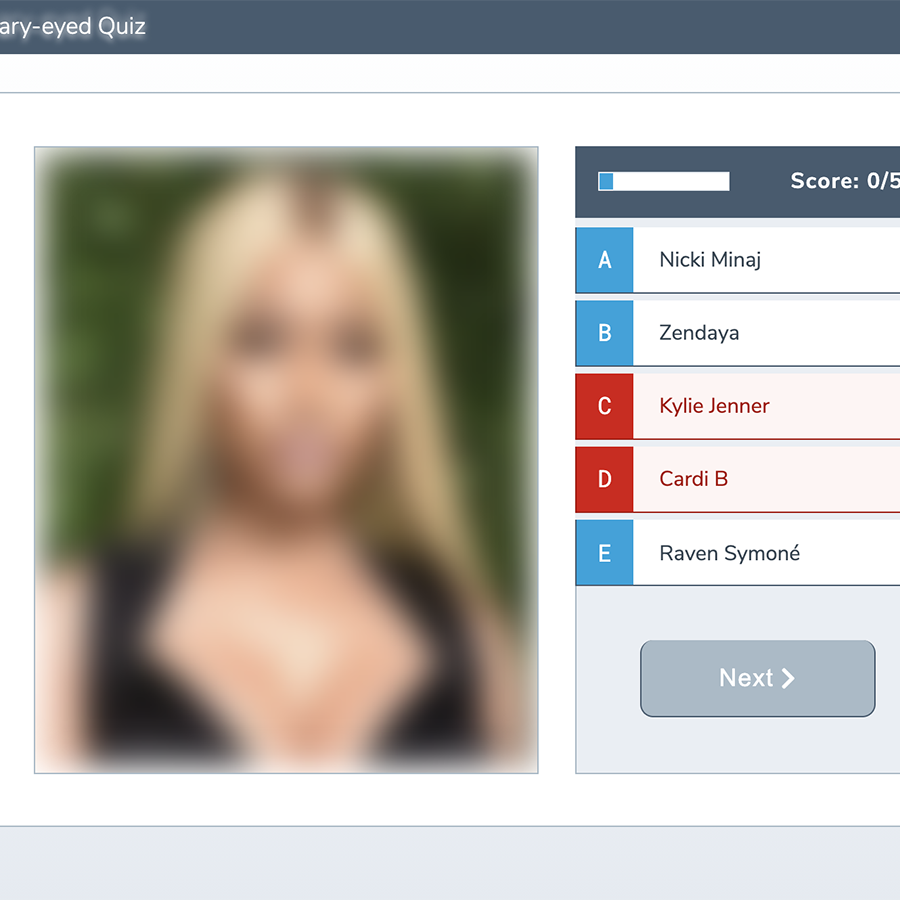 ary-eyed Quiz
Score: 0/5
A Nicki Minaj
B Zendaya
C Kylie Jenner
D Cardi B
E Raven Symoné
Next